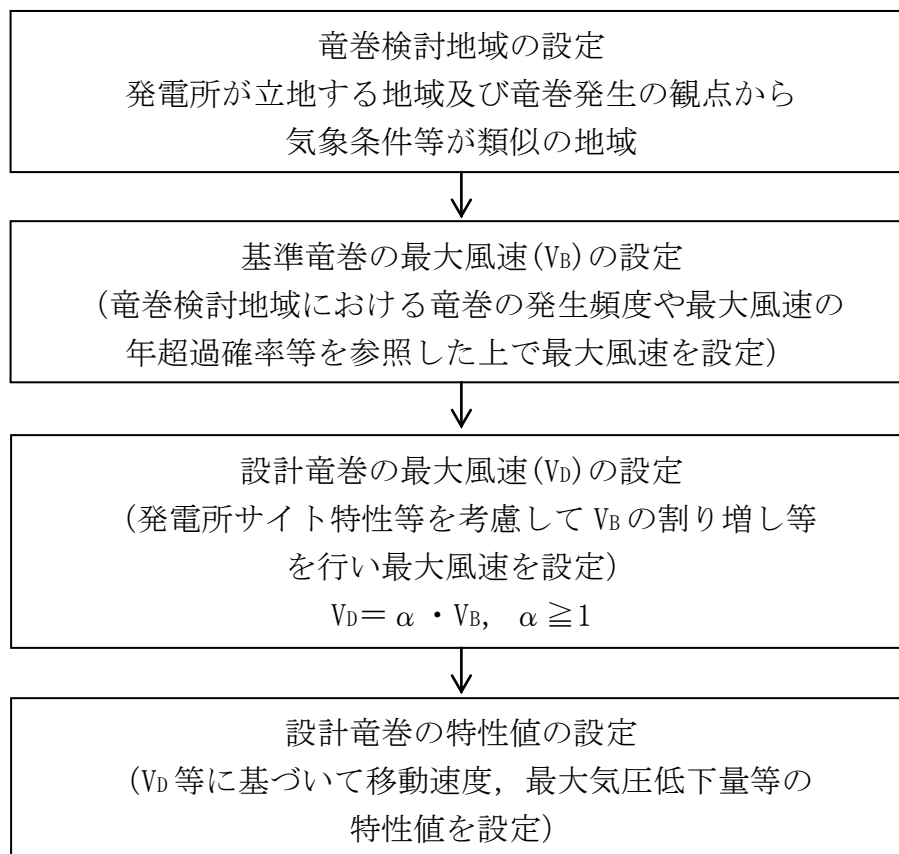 竜巻検討地域の設定
発電所が立地する地域及び竜巻発生の観点から
気象条件等が類似の地域
基準竜巻の最大風速(VB)の設定
(竜巻検討地域における竜巻の発生頻度や最大風速の
年超過確率等を参照した上で最大風速を設定)
設計竜巻の最大風速(VD)の設定
(発電所サイト特性等を考慮して VB の割り増し等
を行い最大風速を設定)
VD=α・VB, α≧1
設計竜巻の特性値の設定
(VD 等に基づいて移動速度,最大気圧低下量等の
特性値を設定)